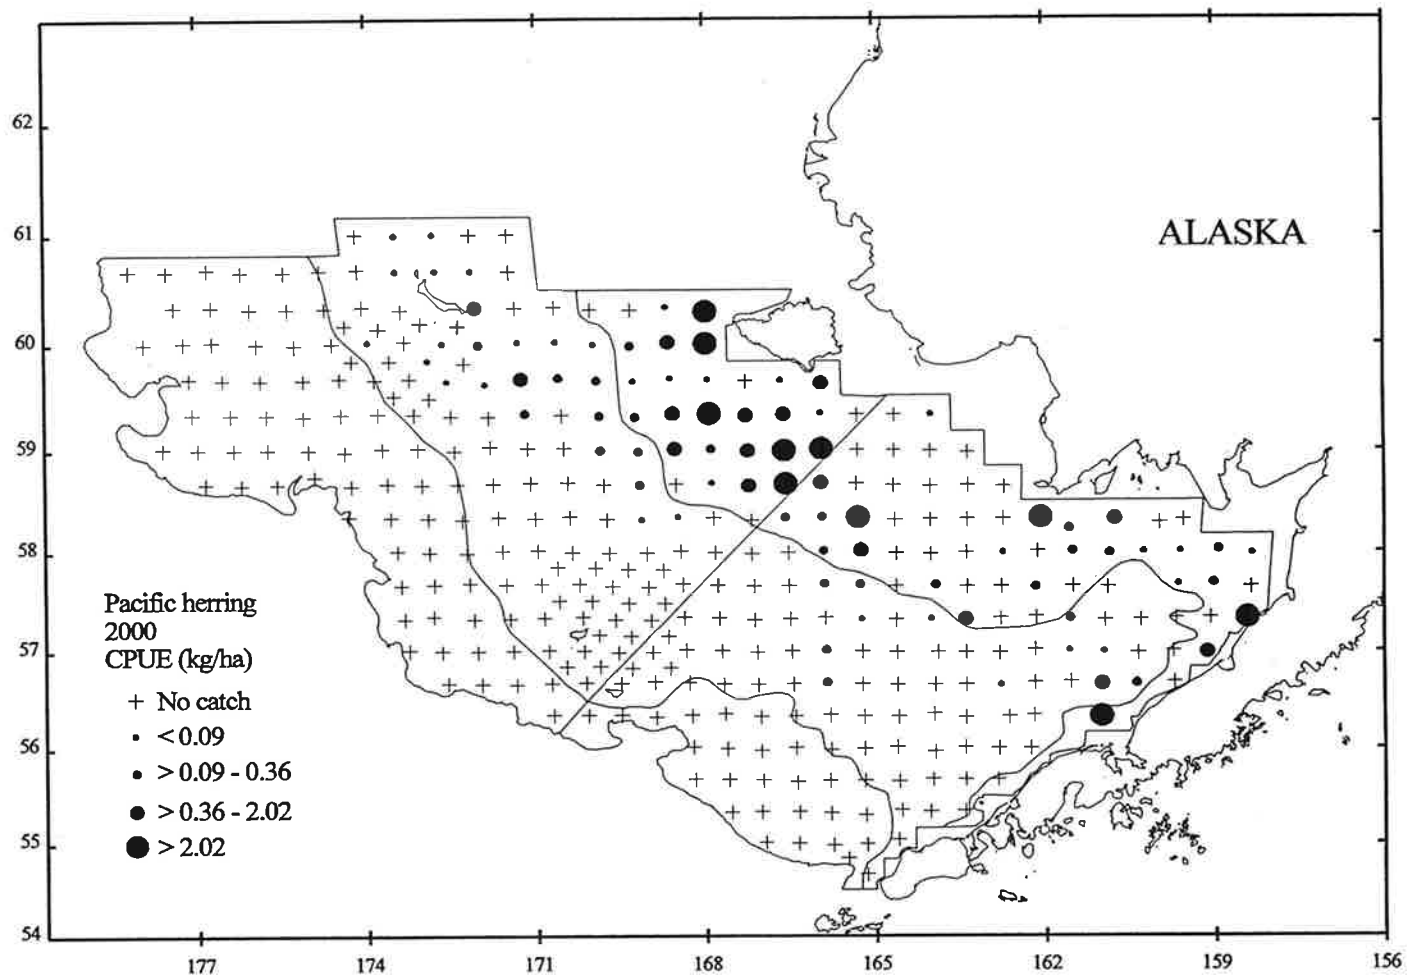 62
61
ALASKA
60
59
58
Pacific herring
2000
CPUE (kg/ha)
57
+ No catch
< 0.09
56
> 0.09 - 0.36
> 0.36 - 2.02
55
> 2.02
54
177 174 171 168 165 162 159 156